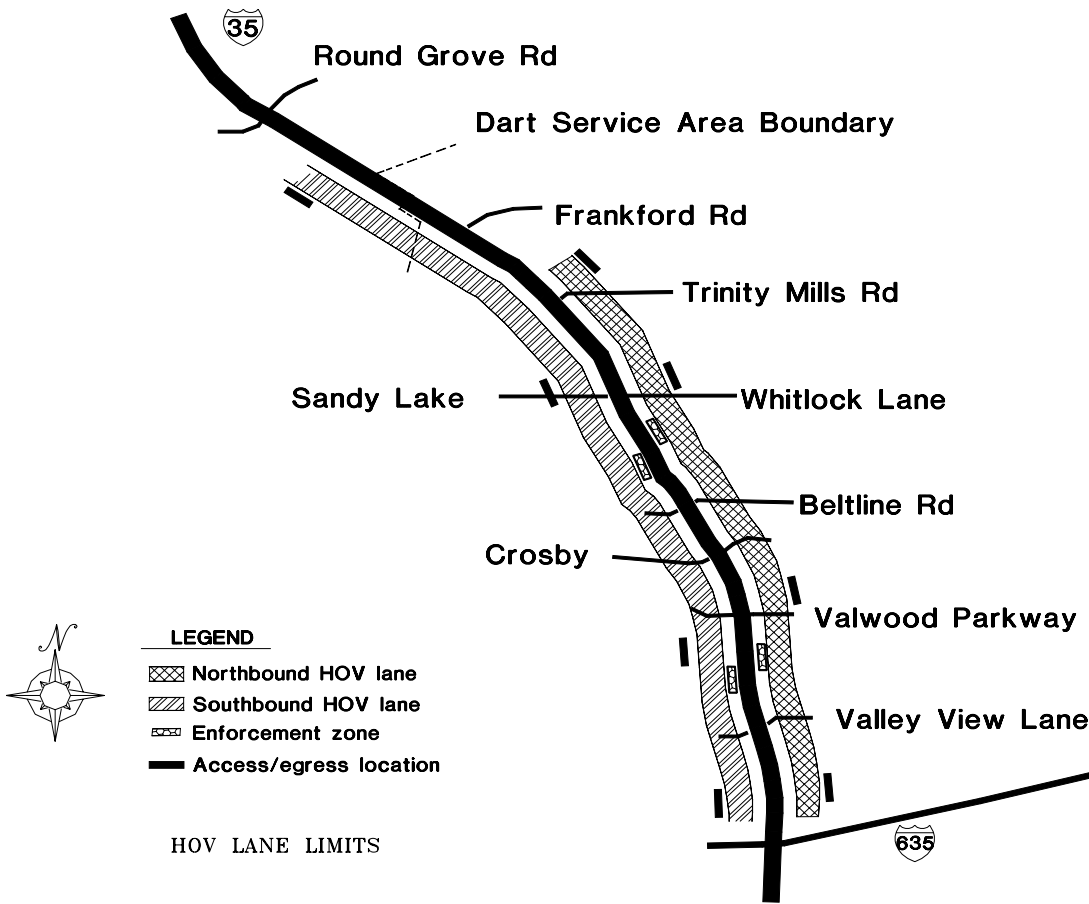 35
Round Grove Rd
Dart Service Area Boundary
Frankford Rd
Trinity Mills Rd
Sandy Lake
Whitlock Lane
Beltline Rd
Crosby
Valwood Parkway
N
LEGEND
Northbound HOV lane
Southbound HOV lane
Enforcement zone
Access/egress location
Valley View Lane
HOV LANE LIMITS
635